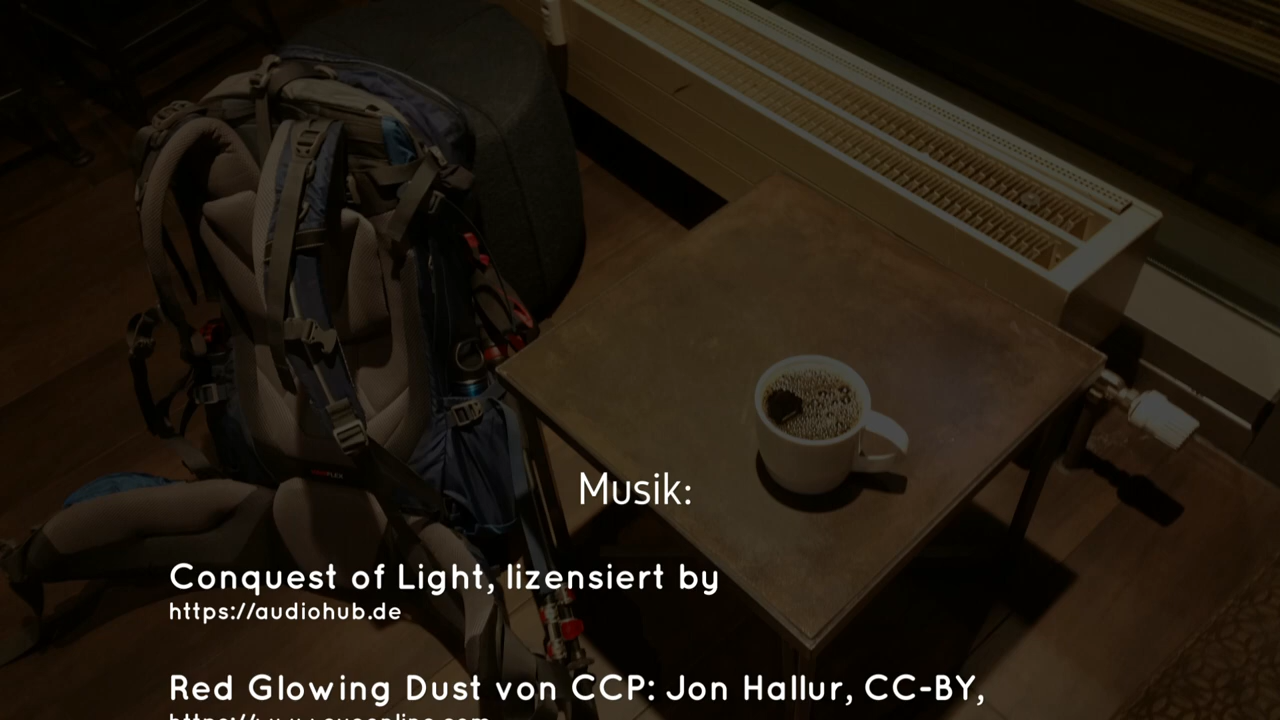 Musik:
Conquest of Light, lizensiert by
https://audiohub.de
Red Glowing Dust von CCP: Jon Hallur, CC-BY,